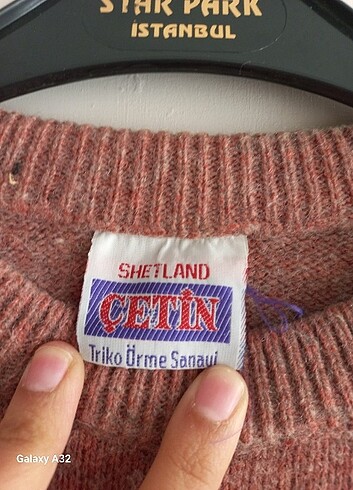 STAR PARK
İSTANBUL
SHETLAND
ÇETİN
Triko Örme Sanayi
Galaxy A32